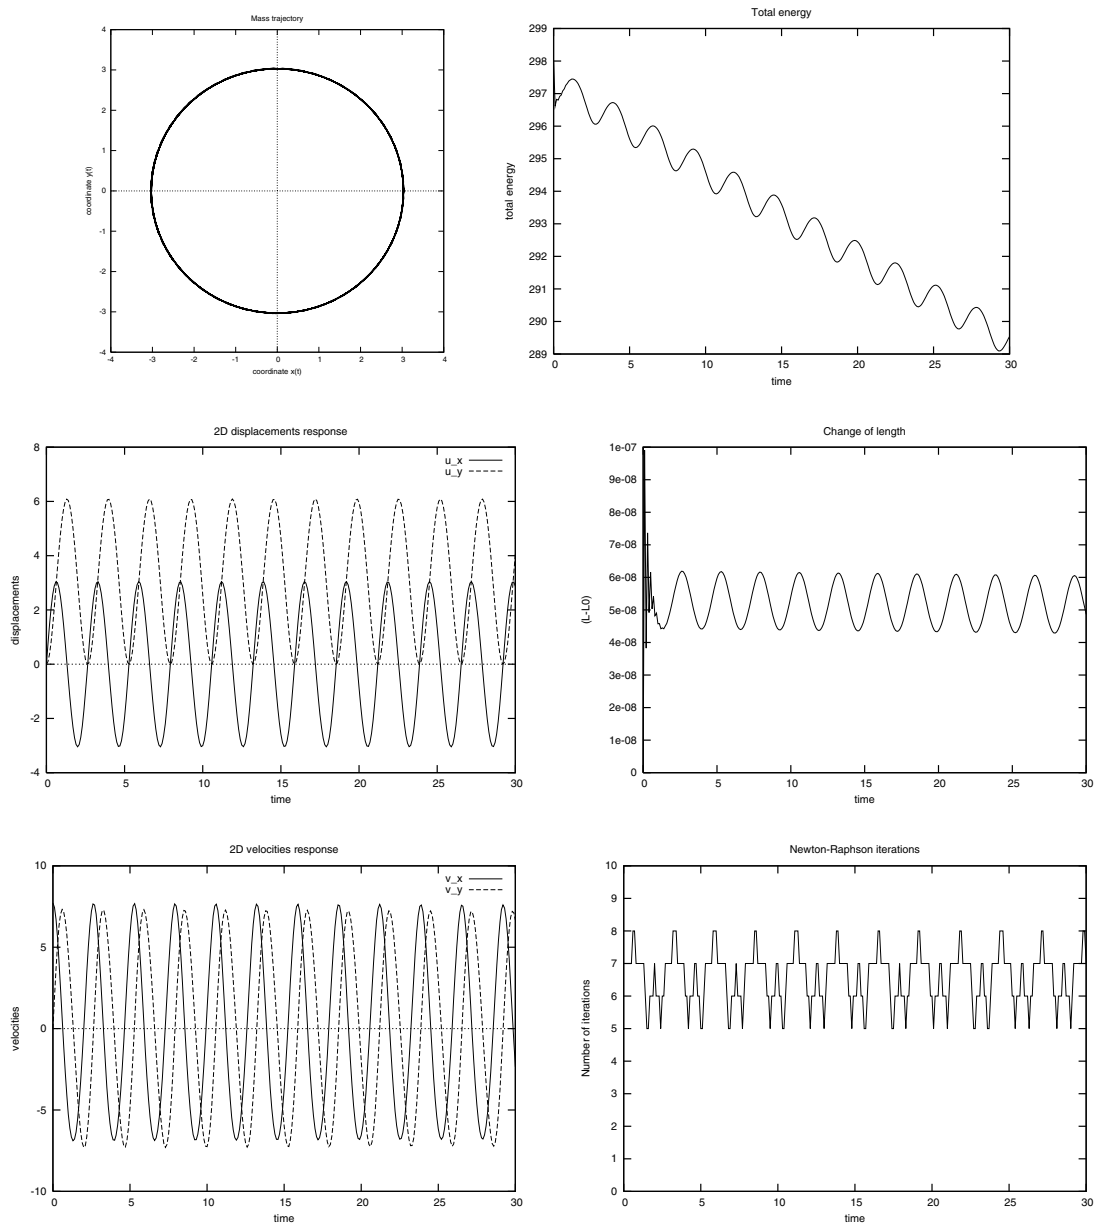 Mass trajectory
4
3
2
1
0
-1
-2
-3
-4
-4 -3 -2 -1 0 1 2 3 4
coordinate y(t)
coordinate x(t)
Total energy
299
298
297
296
295
294
293
292
291
290
289
0 5 10 15 20 25 30
total energy
time
2D displacements response
u_x
u_y
8
6
4
2
0
-2
-4
0 5 10 15 20 25 30
displacements
time
Change of length
1e-07
9e-08
8e-08
7e-08
6e-08
5e-08
4e-08
3e-08
2e-08
1e-08
0
0 5 10 15 20 25 30
(L-L0)
time
2D velocities response
v_x
v_y
10
5
0
-5
-10
0 5 10 15 20 25 30
velocities
time
Newton-Raphson iterations
10
9
8
7
6
5
4
3
2
1
0
0 5 10 15 20 25 30
Number of iterations
time